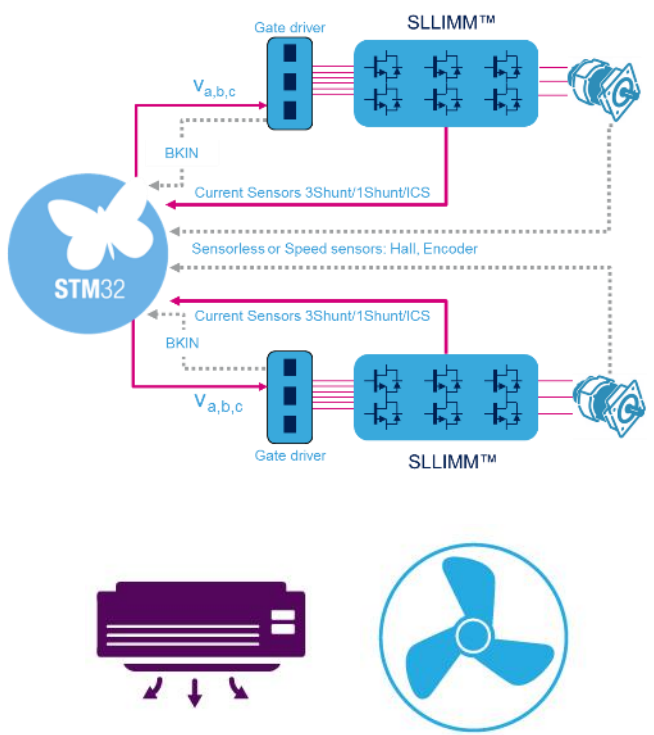 Gate driver
SLLIMM™
Va,b,c
BKIN
Current Sensors 3Shunt/1Shunt/ICS
Sensorless or Speed sensors: Hall, Encoder
STM32
Current Sensors 3Shunt/1Shunt/ICS
BKIN
Va,b,c
Gate driver
SLLIMM™